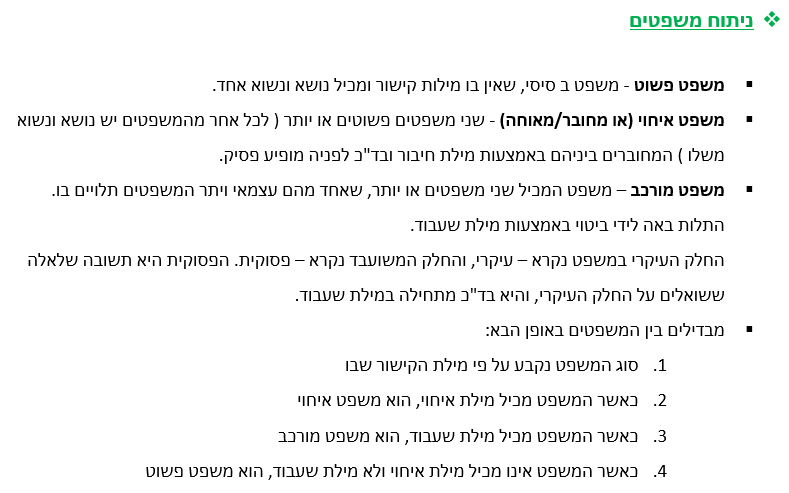 ❖ ניתוח משפטים
▪ משפט פשוט - משפט ב סיסי, שאין בו מילות קישור ומכיל נושא ונשוא אחד.
▪ משפט איחוי (או מחובר/מאוחה) - שני משפטים פשוטים או יותר ( לכל אחר מהמשפטים יש נושא ונשוא
משלו ) המחוברים ביניהם באמצעות מילת חיבור ובד"כ לפניה מופיע פסיק.
▪ משפט מורכב – משפט המכיל שני משפטים או יותר, שאחד מהם עצמאי ויתר המשפטים תלויים בו.
התלות באה לידי ביטוי באמצעות מילת שעבוד.
החלק העיקרי במשפט נקרא – עיקרי, והחלק המשועבד נקרא – פסוקית. הפסוקית היא תשובה שלאלה
ששואלים על החלק העיקרי, והיא בד"כ מתחילה במילת שעבוד.
▪ מבדילים בין המשפטים באופן הבא:
1. סוג המשפט נקבע על פי מילת הקישור שבו
2. כאשר המשפט מכיל מילת איחוי, הוא משפט איחוי
3. כאשר המשפט מכיל מילת שעבוד, הוא משפט מורכב
4. כאשר המשפט אינו מכיל מילת איחוי ולא מילת שעבוד, הוא משפט פשוט